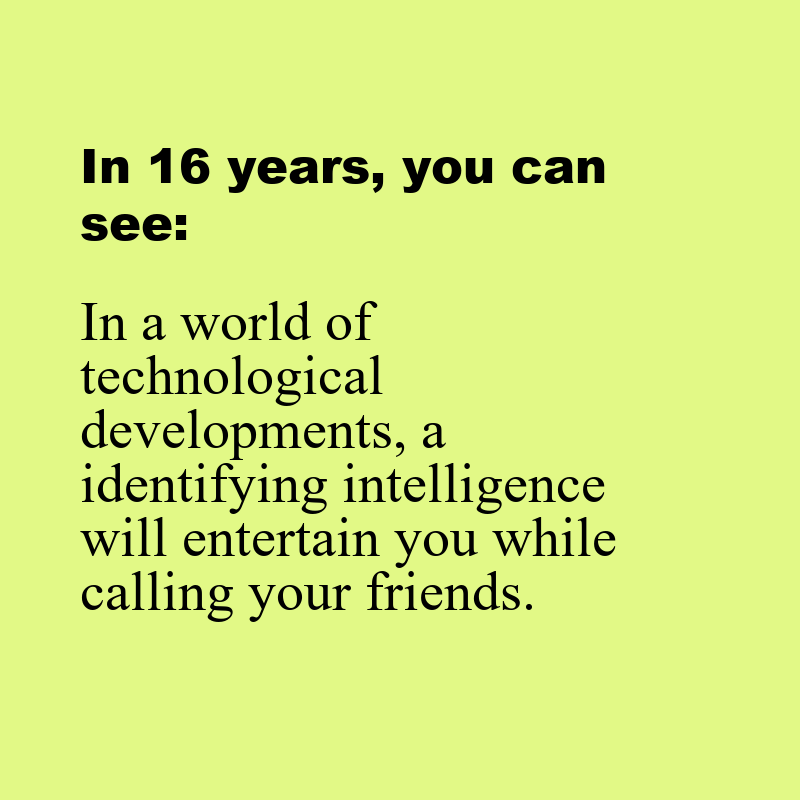 In 16 years, you can
see:
In a world of
technological
developments, a
identifying intelligence
will entertain you while
calling your friends.